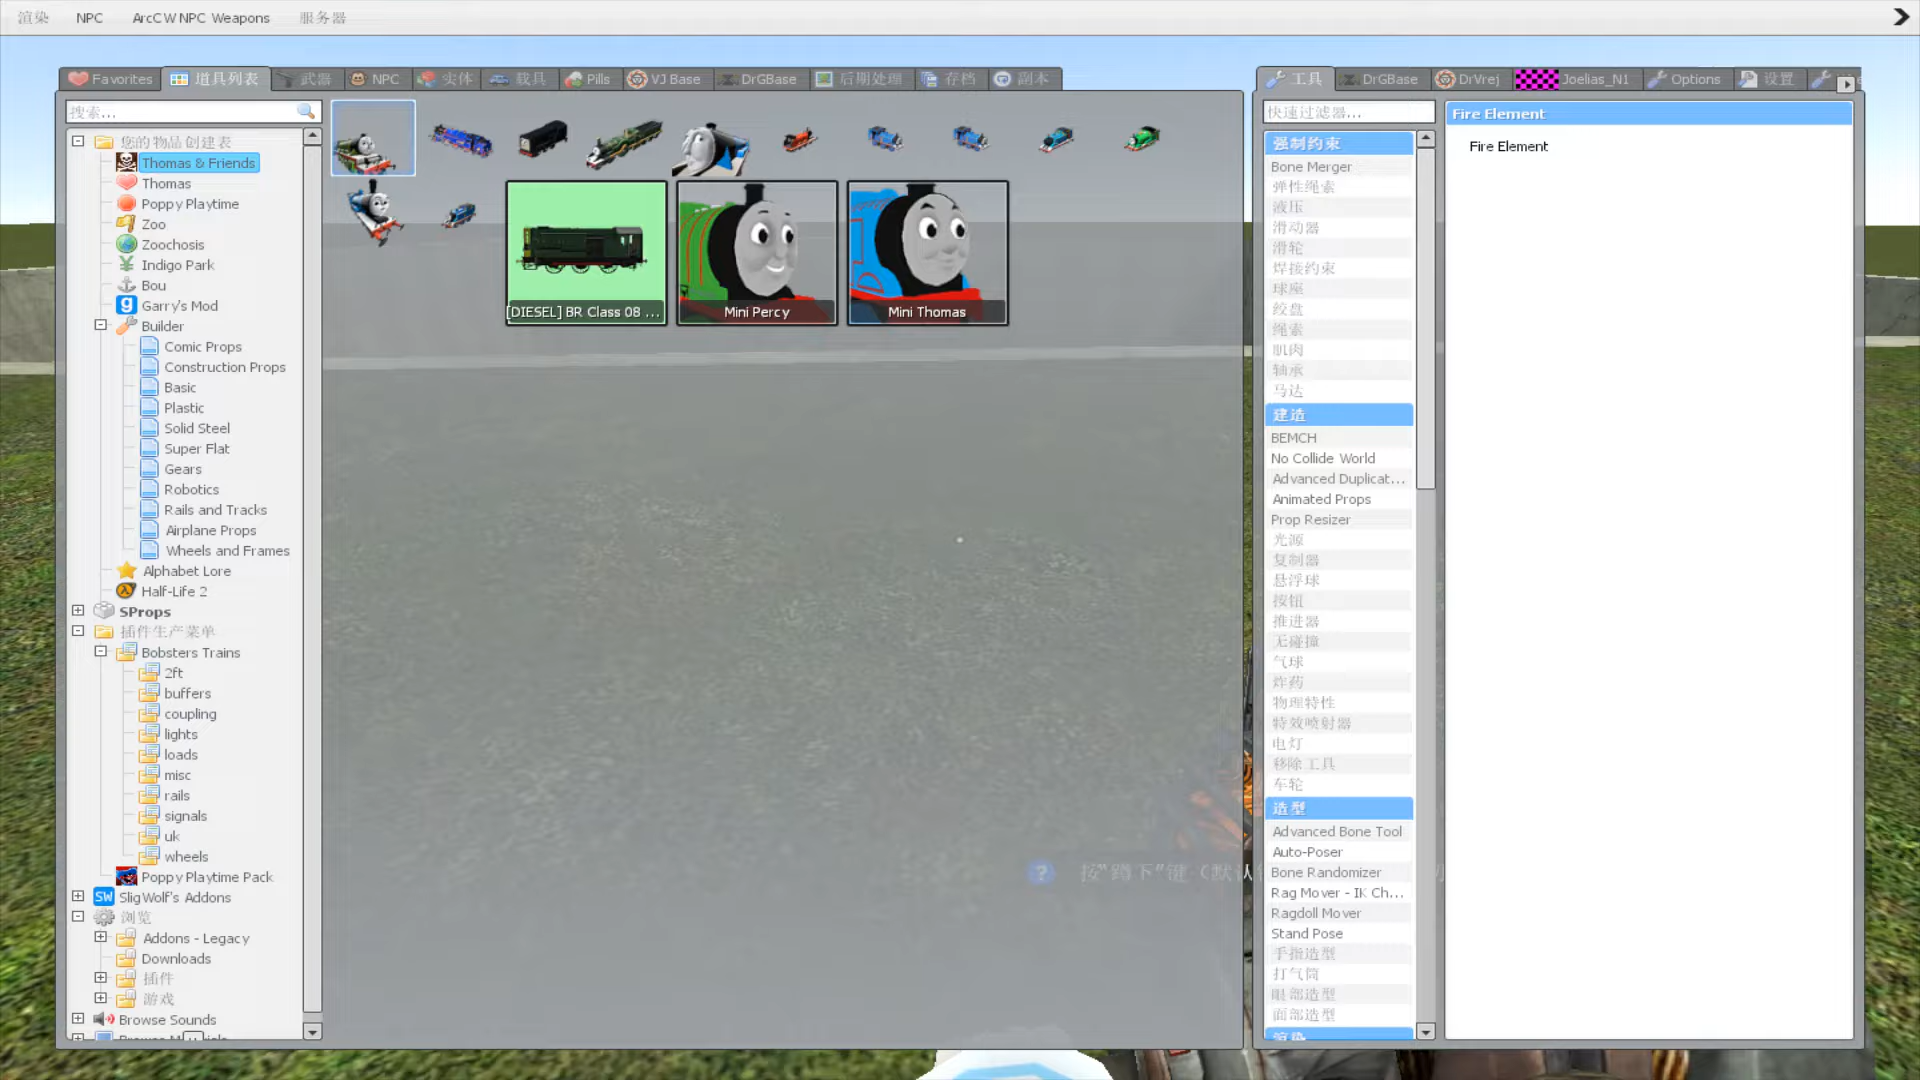 渲染 NPC ArcCW NPC Weapons 服务器
Favorites 道具列表 武器 NPC 实体 载具 Pills VJ Base DrGBase 后期处理 存档 副本
工具 DrGBase DrVrej Joelias_N1 Options 设置
搜索...
您的物品创建表
Thomas & Friends
Thomas
Poppy Playtime
Zoo
Zoochosis
Indigo Park
Bou
Garry's Mod
Builder
Comic Props
Construction Props
Basic
Plastic
Solid Steel
Super Flat
Gears
Robotics
Rails and Tracks
Airplane Props
Wheels and Frames
Alphabet Lore
Half-Life 2
SProps
插件生产菜单
Bobsters Trains
2ft
buffers
coupling
lights
loads
misc
rails
signals
uk
wheels
Poppy Playtime Pack
SligWolf's Addons
浏览
Addons - Legacy
Downloads
插件
游戏
Browse Sounds
[DIESEL] BR Class 08 ...
Mini Percy
Mini Thomas
按"蹲下"键 (默认
快速过滤器...
强制约束
Bone Merger
弹性绳索
液压
滑动器
滑轮
焊接约束
球座
绞盘
绳索
肌肉
轴承
马达
建造
BEMCH
No Collide World
Advanced Duplicat...
Animated Props
Prop Resizer
光源
复制器
悬浮球
按钮
推进器
无碰撞
气球
炸药
物理特性
特效喷射器
电灯
移除工具
车轮
造型
Advanced Bone Tool
Auto-Poser
Bone Randomizer
Rag Mover - IK Ch...
Ragdoll Mover
Stand Pose
手指造型
打气筒
眼部造型
面部造型
渲染
Fire Element
Fire Element